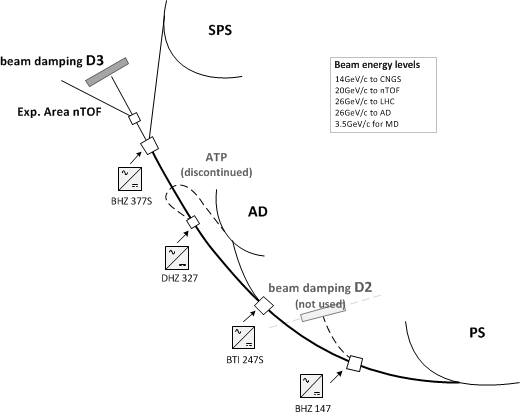 SPS
beam damping D3
Beam energy levels
14GeV/c to CNGS
20GeV/c to nTOF
26GeV/c to LHC
26GeV/c to AD
3.5GeV/c for MD
Exp. Area nTOF
ATP
(discontinued)
BHZ 377S
AD
DHZ 327
beam damping D2
(not used)
PS
BTI 247S
BHZ 147